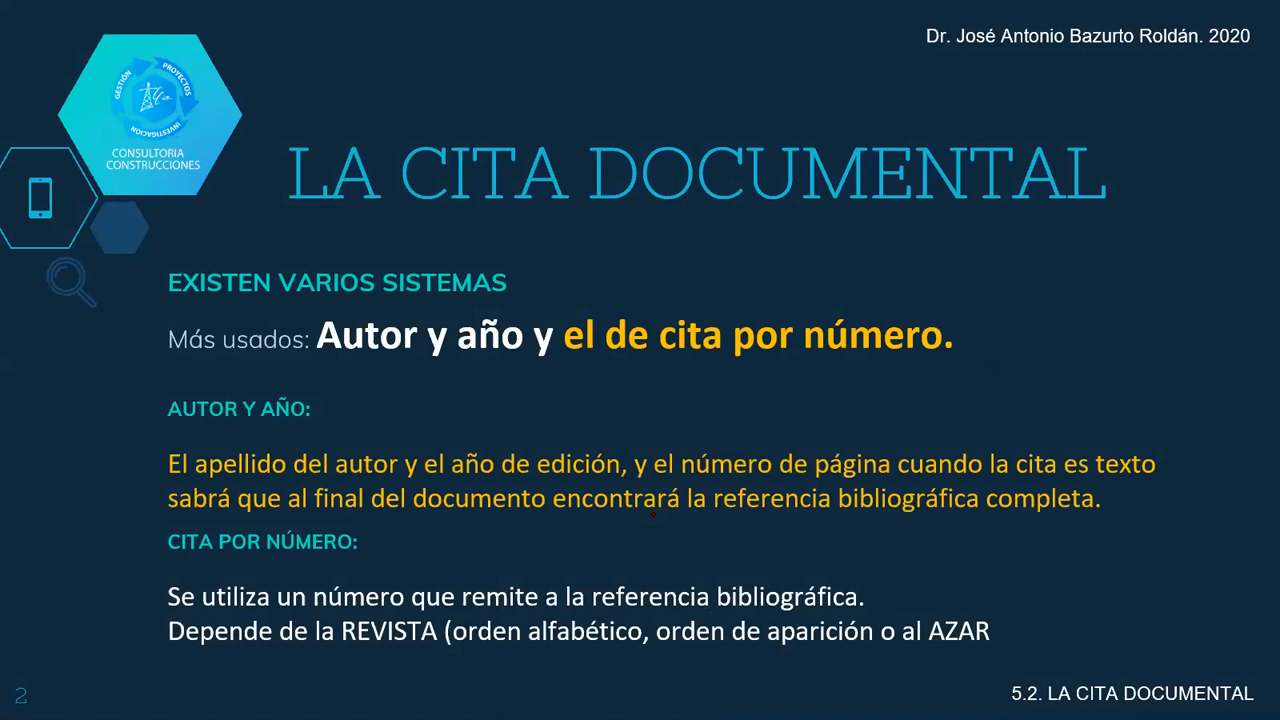 Dr. José Antonio Bazurto Roldán. 2020
GESTIÓN
PROYECTOS
INVESTIGACIÓN
CONSULTORIA
CONSTRUCCIONES
LA CITA DOCUMENTAL
EXISTEN VARIOS SISTEMAS
Más usados: Autor y año y el de cita por número.
AUTOR Y AÑO:
El apellido del autor y el año de edición, y el número de página cuando la cita es texto
sabrá que al final del documento encontrará la referencia bibliográfica completa.
CITA POR NÚMERO:
Se utiliza un número que remite a la referencia bibliográfica.
Depende de la REVISTA (orden alfabético, orden de aparición o al AZAR
2
5.2. LA CITA DOCUMENTAL